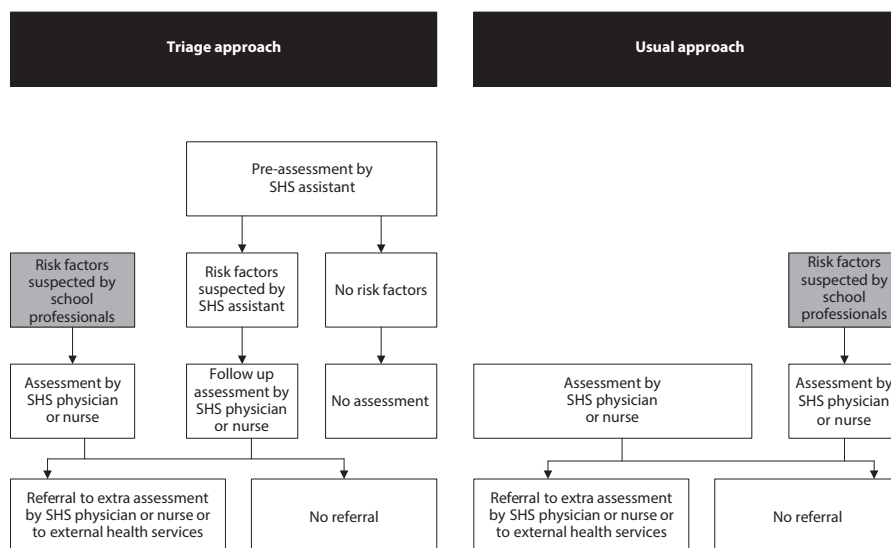 Triage approach
Usual approach
Pre-assessment by
SHS assistant
Risk factors
suspected by
school
professionals
Risk factors
suspected by
SHS assistant
No risk factors
Risk factors
suspected by
school
professionals
Assessment by
SHS physician
or nurse
Follow up
assessment by
SHS physician
or nurse
No assessment
Assessment by
SHS physician
or nurse
Assessment by
SHS physician
or nurse
Referral to extra assessment
by SHS physician or nurse or
to external health services
No referral
Referral to extra assessment
by SHS physician or nurse or
to external health services
No referral